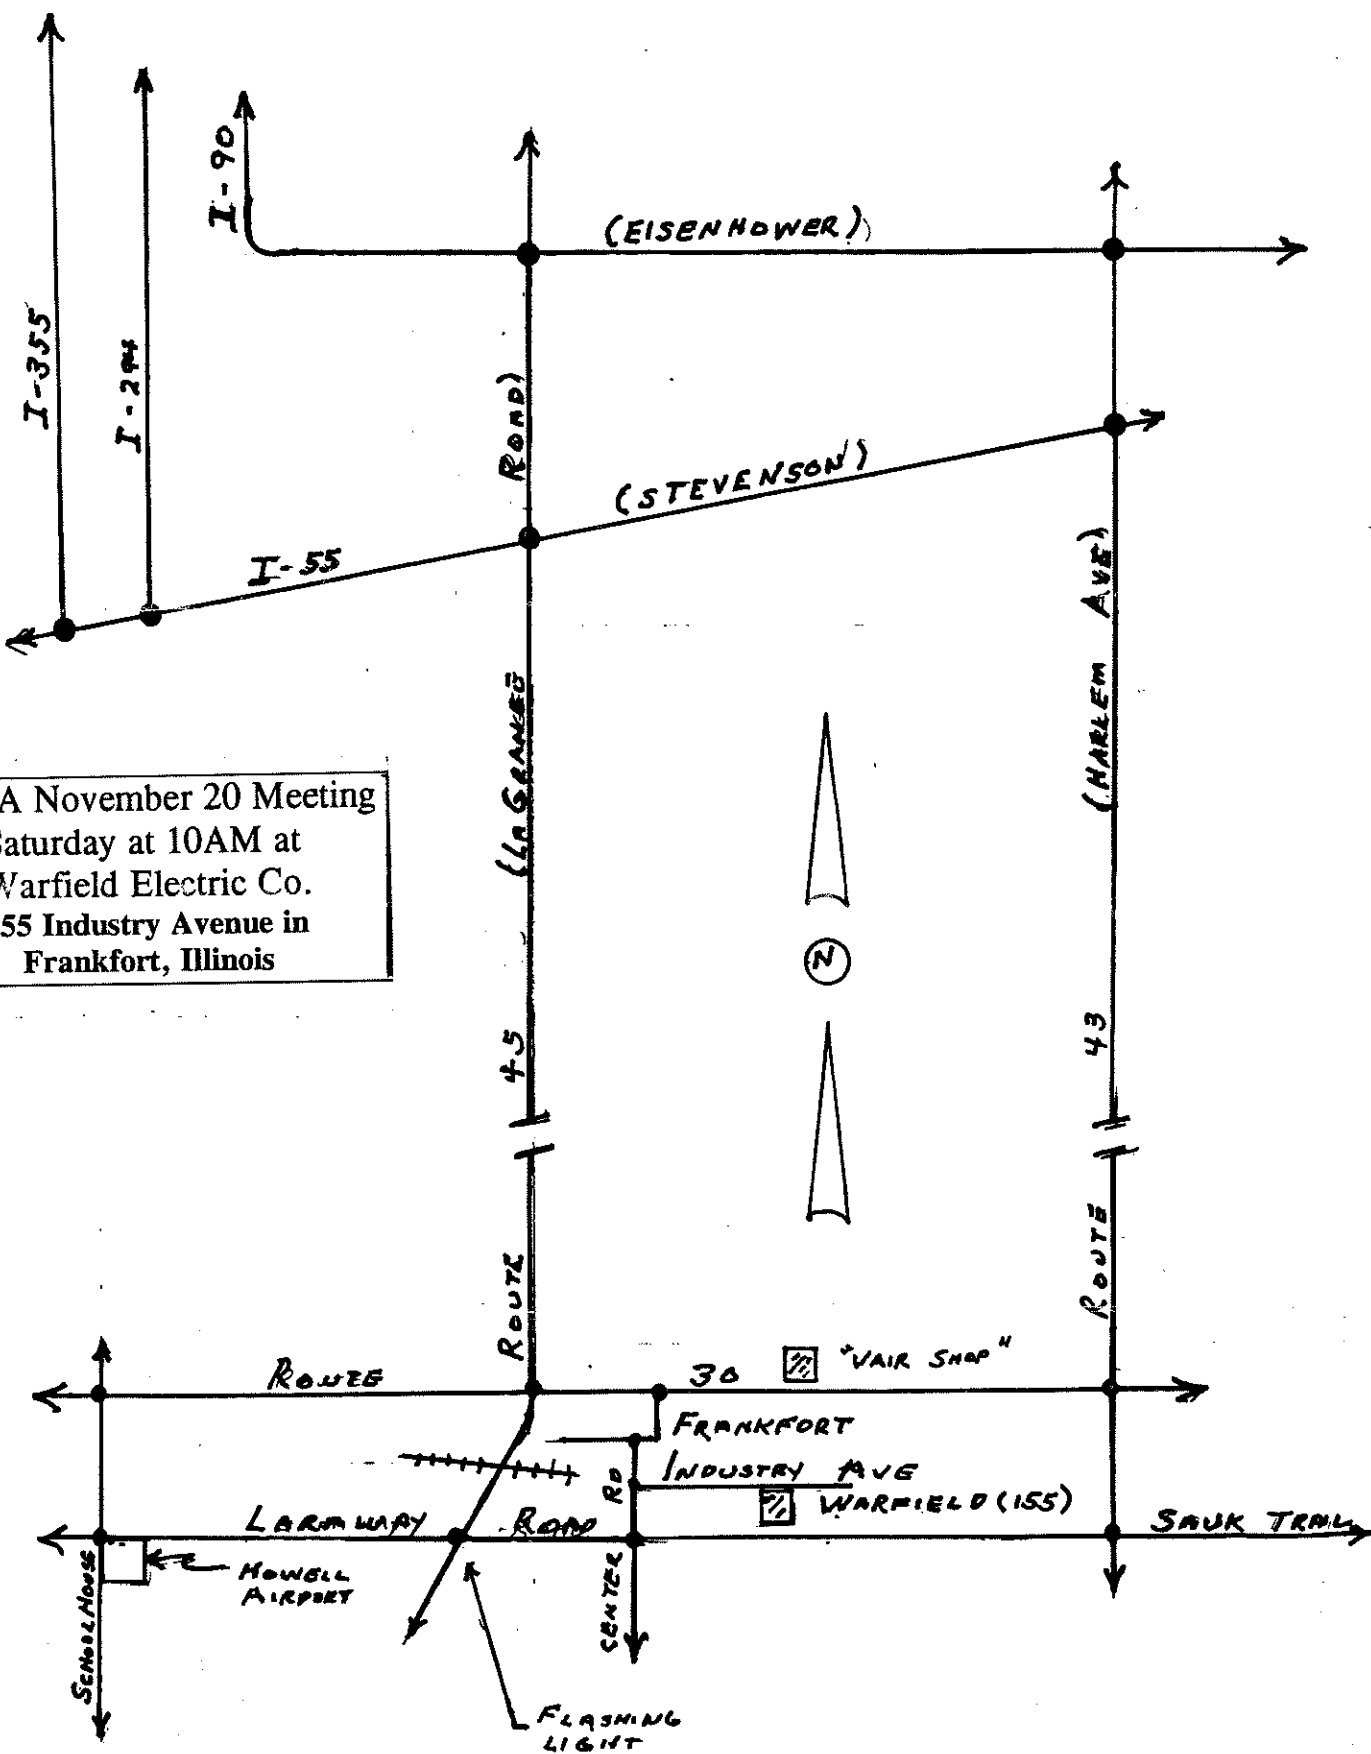 I-90
(EISENHOWER)
I-355
I-294
ROAD)
(STEVENSON)
I-55
(HARLEM AVE)
(LAGRANGE
A November 20 Meeting
Saturday at 10AM at
Warfield Electric Co.
55 Industry Avenue in
Frankfort, Illinois
N
45
43
ROUTE
ROUTE
ROUTE 30
"VAIR SHOP"
FRANKFORT
INDUSTRY AVE
RD
WARFIELD (155)
LARAWAY ROAD
SAUK TRAIL
HOWELL
AIRPORT
SCHOOLHOUSE
CENTER
FLASHING
LIGHT